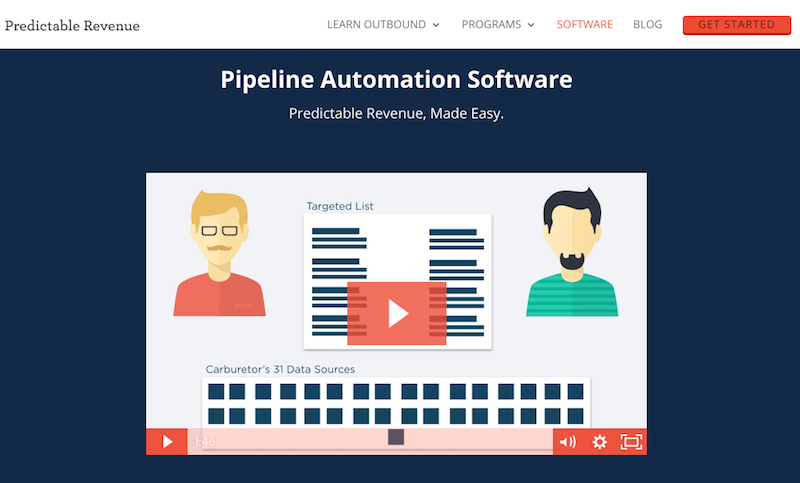 Predictable Revenue
LEARN OUTBOUND
PROGRAMS
SOFTWARE
BLOG
GET STARTED
Pipeline Automation Software
Predictable Revenue, Made Easy.
Targeted List
Carburetor's 31 Data Sources
1:46